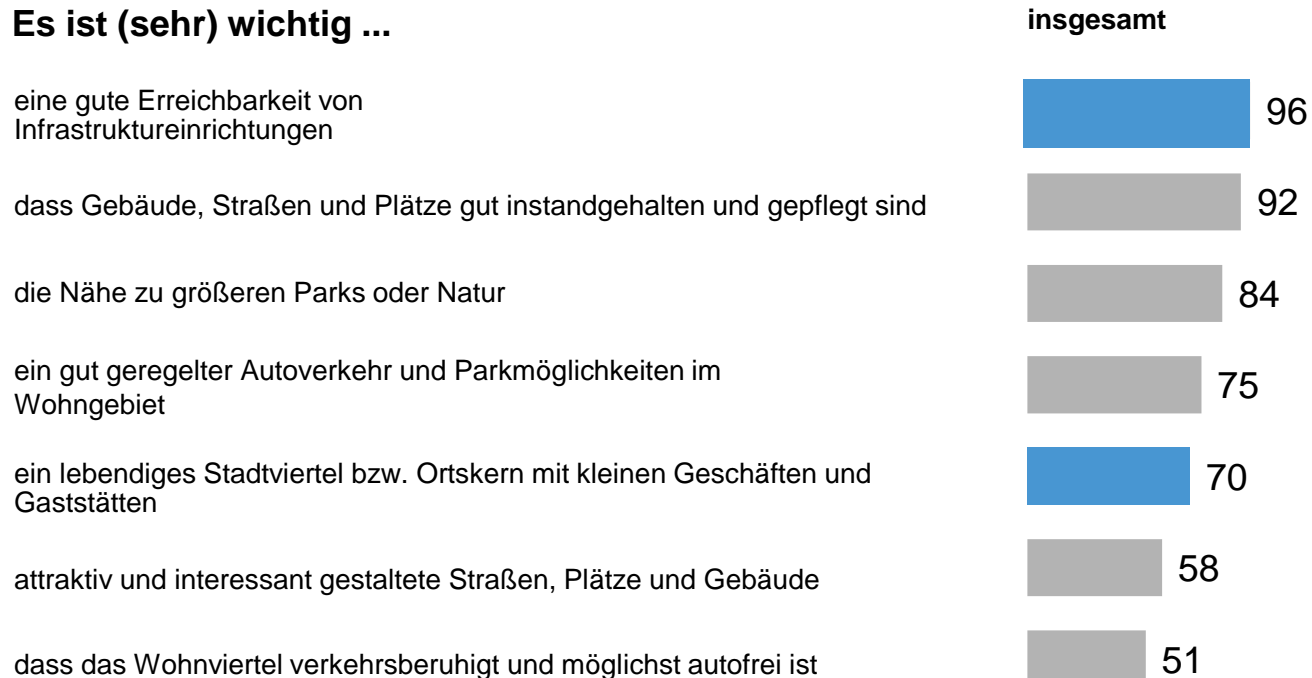 Es ist (sehr) wichtig ...
insgesamt
eine gute Erreichbarkeit von
Infrastruktureinrichtungen
96
dass Gebäude, Straßen und Plätze gut instandgehalten und gepflegt sind
92
die Nähe zu größeren Parks oder Natur
84
ein gut geregelter Autoverkehr und Parkmöglichkeiten im
Wohngebiet
75
ein lebendiges Stadtviertel bzw. Ortskern mit kleinen Geschäften und
Gaststätten
70
attraktiv und interessant gestaltete Straßen, Plätze und Gebäude
58
dass das Wohnviertel verkehrsberuhigt und möglichst autofrei ist
51